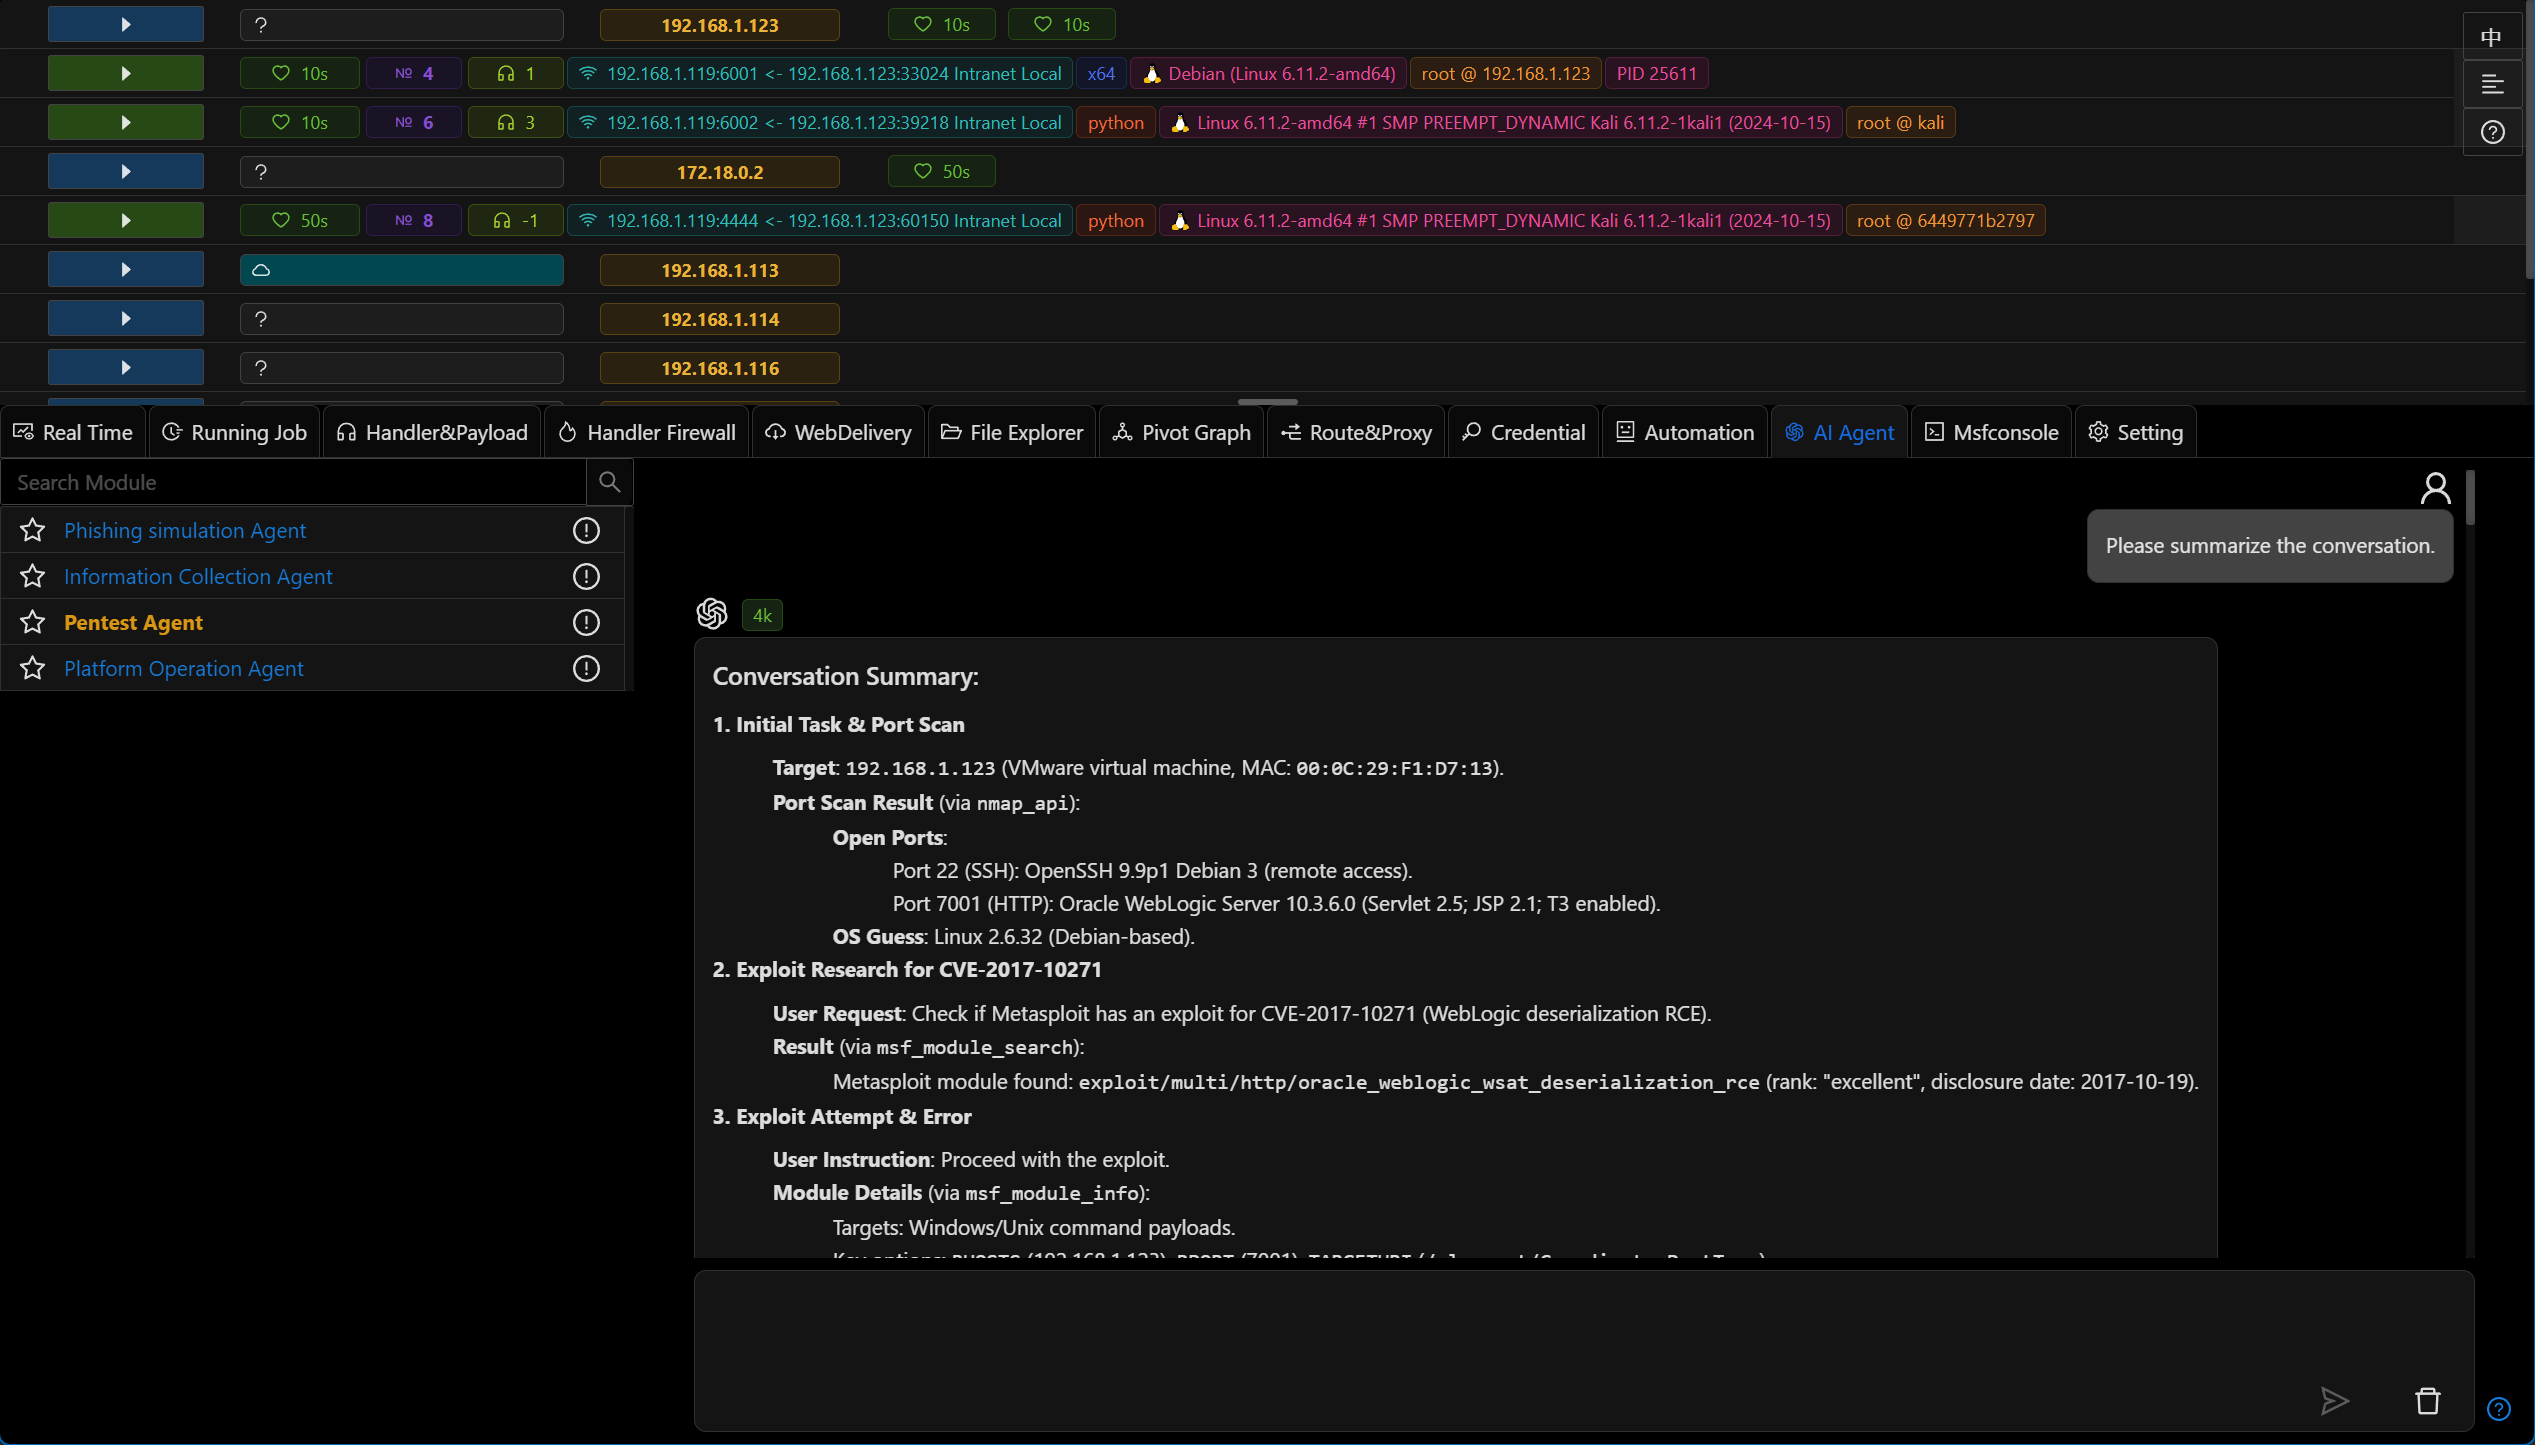 ? 192.168.1.123 10s 10s
中
10s № 4 1 192.168.1.119:6001 <- 192.168.1.123:33024 Intranet Local x64 Debian (Linux 6.11.2-amd64) root @ 192.168.1.123 PID 25611
10s № 6 3 192.168.1.119:6002 <- 192.168.1.123:39218 Intranet Local python Linux 6.11.2-amd64 #1 SMP PREEMPT_DYNAMIC Kali 6.11.2-1kali1 (2024-10-15) root @ kali
? 172.18.0.2 50s
50s № 8 -1 192.168.1.119:4444 <- 192.168.1.123:60150 Intranet Local python Linux 6.11.2-amd64 #1 SMP PREEMPT_DYNAMIC Kali 6.11.2-1kali1 (2024-10-15) root @ 6449771b2797
192.168.1.113
? 192.168.1.114
? 192.168.1.116
Real Time Running Job Handler&Payload Handler Firewall WebDelivery File Explorer Pivot Graph Route&Proxy Credential Automation AI Agent Msfconsole Setting
Search Module
Phishing simulation Agent
Information Collection Agent
Pentest Agent
Platform Operation Agent
Please summarize the conversation.
4k
Conversation Summary:
1. Initial Task & Port Scan
Target: 192.168.1.123 (VMware virtual machine, MAC: 00:0C:29:F1:D7:13).
Port Scan Result (via nmap_api):
Open Ports:
Port 22 (SSH): OpenSSH 9.9p1 Debian 3 (remote access).
Port 7001 (HTTP): Oracle WebLogic Server 10.3.6.0 (Servlet 2.5; JSP 2.1; T3 enabled).
OS Guess: Linux 2.6.32 (Debian-based).
2. Exploit Research for CVE-2017-10271
User Request: Check if Metasploit has an exploit for CVE-2017-10271 (WebLogic deserialization RCE).
Result (via msf_module_search):
Metasploit module found: exploit/multi/http/oracle_weblogic_wsat_deserialization_rce (rank: "excellent", disclosure date: 2017-10-19).
3. Exploit Attempt & Error
User Instruction: Proceed with the exploit.
Module Details (via msf_module_info):
Targets: Windows/Unix command payloads.